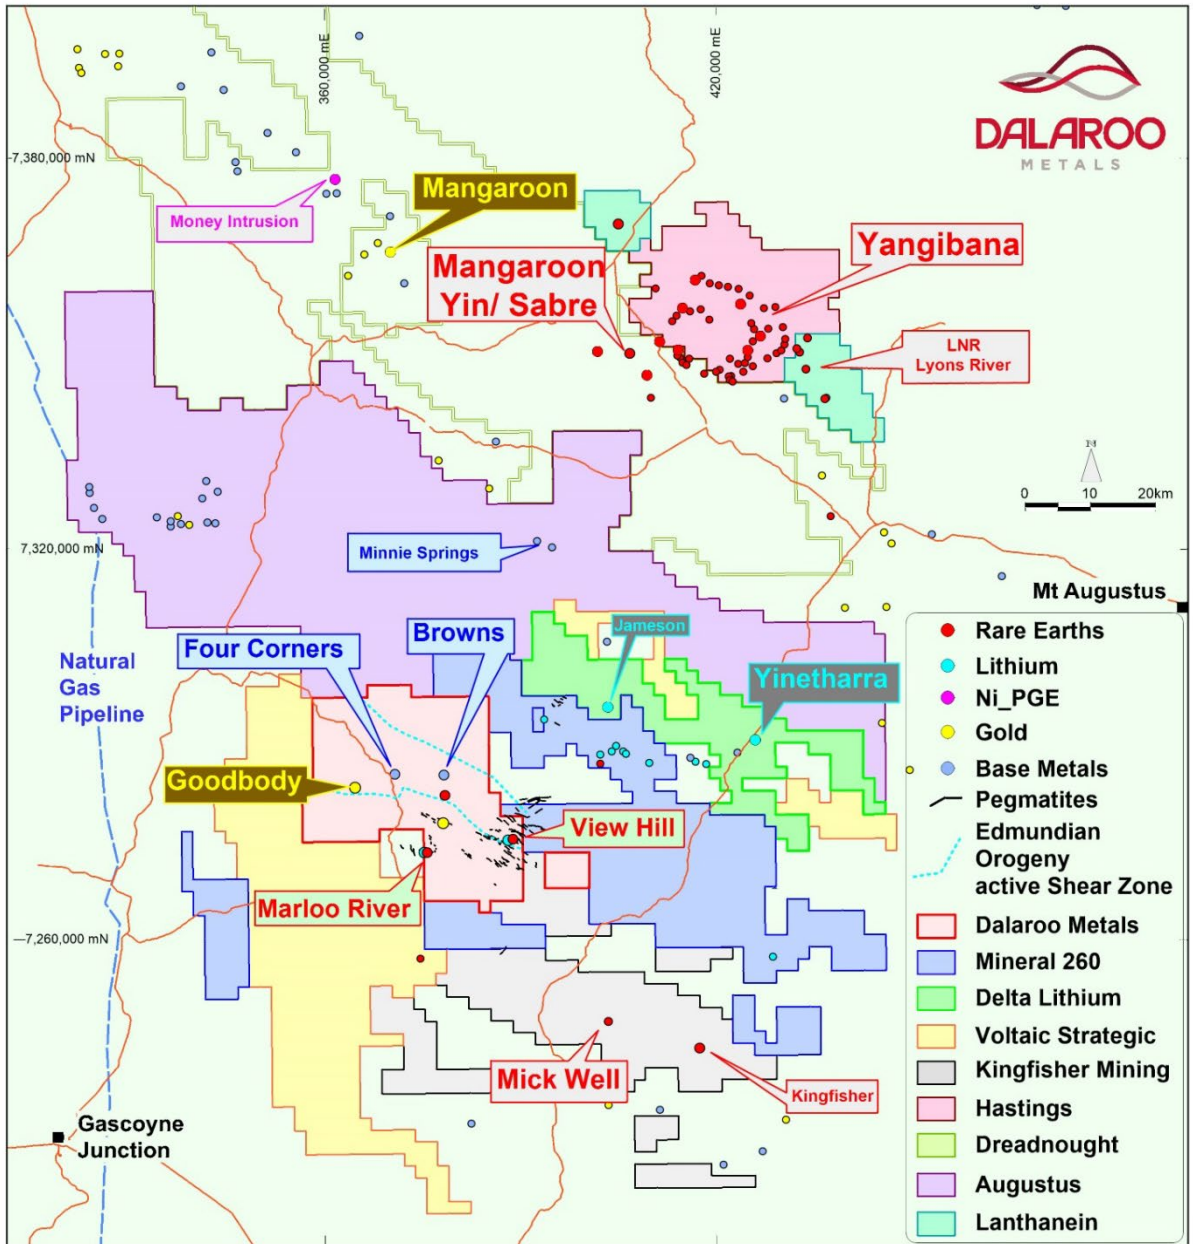 360,000 mE
420,000 mE
DALAROO
METALS
7,380,000 mN
Mangaroon
Money Intrusion
Yangibana
Mangaroon
Yin/ Sabre
LNR
Lyons River
N
0 10 20km
7,320,000 mN
Minnie Springs
Mt Augustus
Four Corners
Browns
Jameson
Yinetharra
Natural
Gas
Pipeline
Goodbody
View Hill
Marloo River
7,260,000 mN
Mick Well
Kingfisher
Gascoyne
Junction
Rare Earths
Lithium
Ni_PGE
Gold
Base Metals
Pegmatites
Edmundian
Orogeny
active Shear Zone
Dalaroo Metals
Mineral 260
Delta Lithium
Voltaic Strategic
Kingfisher Mining
Hastings
Dreadnought
Augustus
Lanthanein